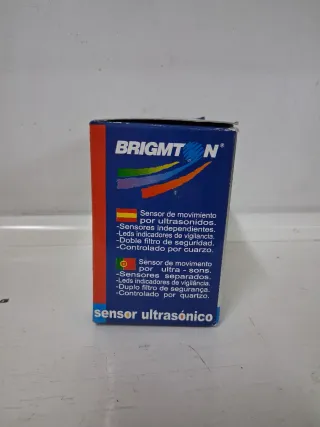 BRIGMTON®
Sensor de movimiento
por ultrasonidos.
-Sensores independientes.
-Leds indicadores de vigilancia.
-Doble filtro de seguridad.
-Controlado por cuarzo.
Sensor de movimento
por ultra - sons.
-Sensores separados.
-Leds indicadores de vigilância.
-Duplo filtro de segurança.
-Controlado por quartzo.
sensor ultrasónico